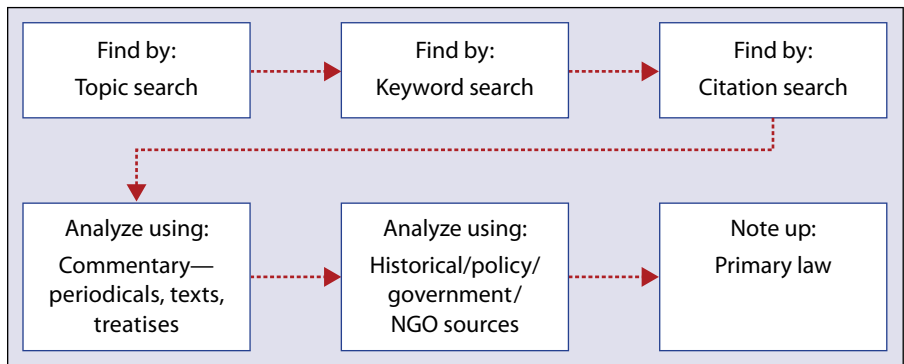 Find by:
Topic search
Find by:
Keyword search
Find by:
Citation search
Analyze using:
Commentary—
periodicals, texts,
treatises
Analyze using:
Historical/policy/
government/
NGO sources
Note up:
Primary law